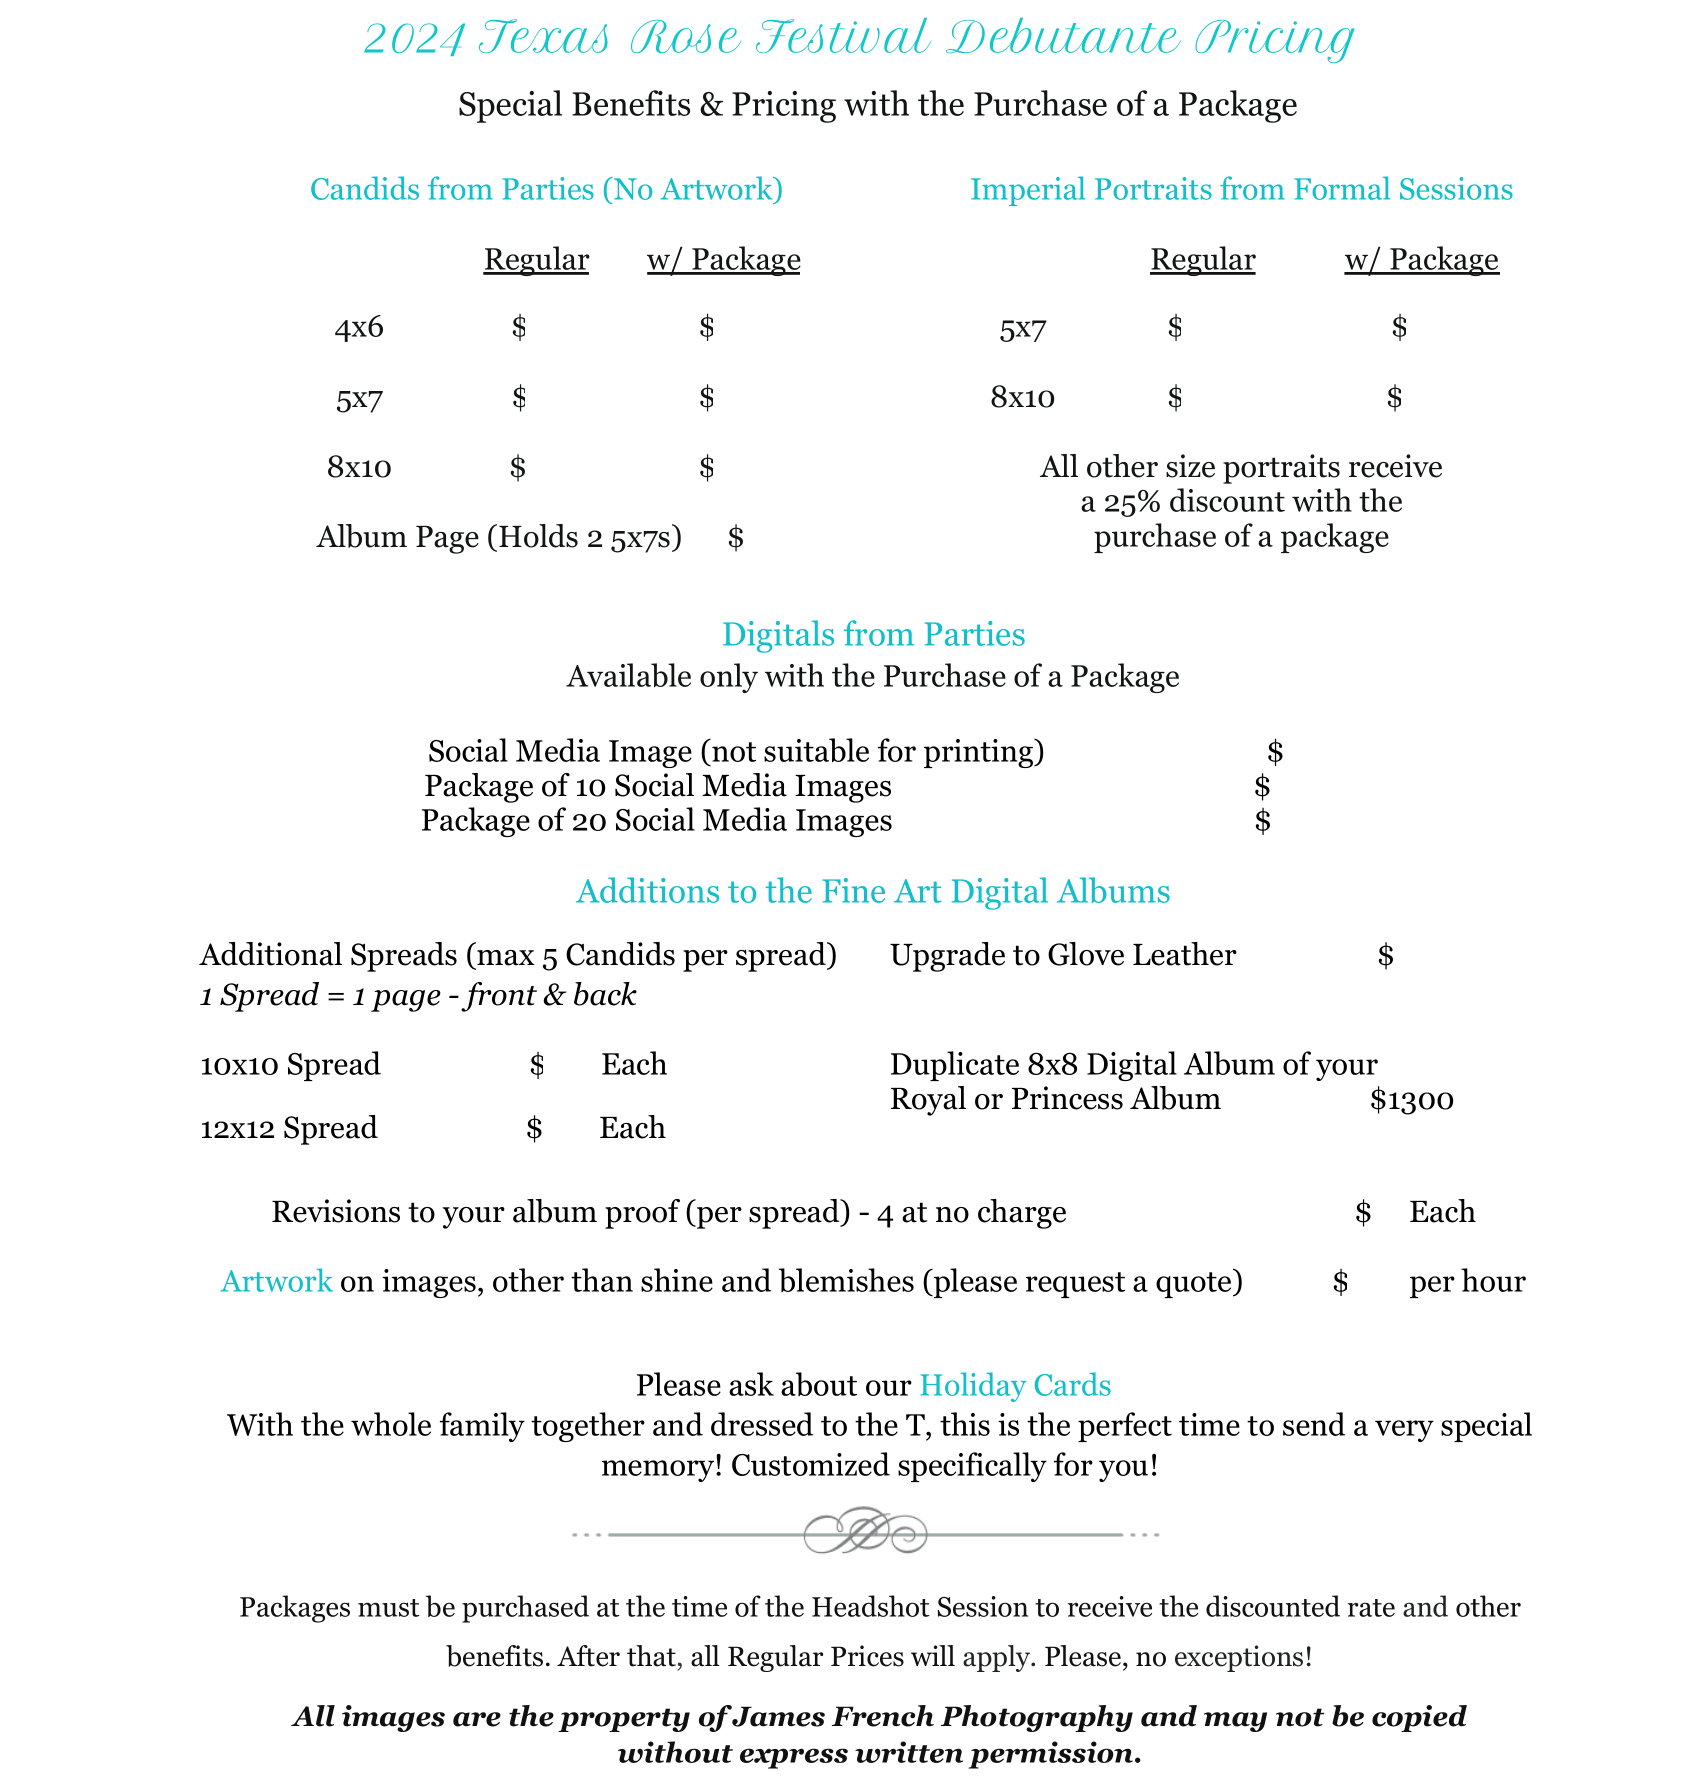 2024 Texas Rose Festival Debutante Pricing
Special Benefits & Pricing with the Purchase of a Package
Candids from Parties (No Artwork)
Regular w/ Package
4x6 $ $
5x7 $ $
8x10 $ $
Album Page (Holds 2 5x7s) $
Imperial Portraits from Formal Sessions
Regular w/ Package
5x7 $ $
8x10 $ $
All other size portraits receive
a 25% discount with the
purchase of a package
Digitals from Parties
Available only with the Purchase of a Package
Social Media Image (not suitable for printing) $
Package of 10 Social Media Images $
Package of 20 Social Media Images $
Additions to the Fine Art Digital Albums
Additional Spreads (max 5 Candids per spread)
1 Spread = 1 page - front & back
10x10 Spread $ Each
12x12 Spread $ Each
Upgrade to Glove Leather $
Duplicate 8x8 Digital Album of your
Royal or Princess Album $1300
Revisions to your album proof (per spread) - 4 at no charge $ Each
Artwork on images, other than shine and blemishes (please request a quote) $ per hour
Please ask about our Holiday Cards
With the whole family together and dressed to the T, this is the perfect time to send a very special
memory! Customized specifically for you!
Packages must be purchased at the time of the Headshot Session to receive the discounted rate and other
benefits. After that, all Regular Prices will apply. Please, no exceptions!
All images are the property of James French Photography and may not be copied
without express written permission.